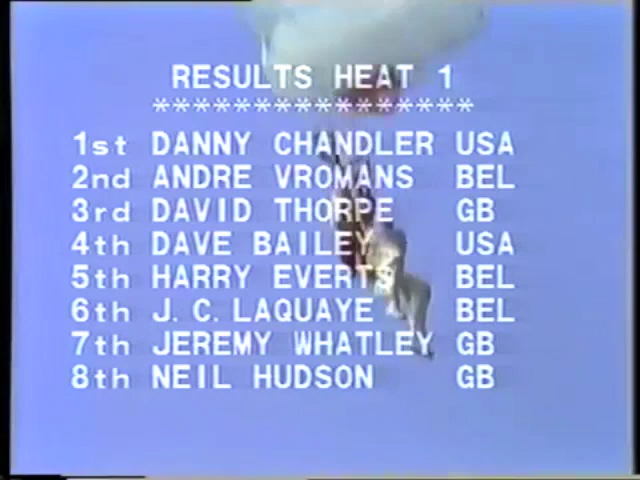 RESULTS HEAT 1
****************
1st DANNY CHANDLER USA
2nd ANDRE VROMANS BEL
3rd DAVID THORPE GB
4th DAVE BAILEY USA
5th HARRY EVERTS BEL
6th J.C. LAQUAYE BEL
7th JEREMY WHATLEY GB
8th NEIL HUDSON GB